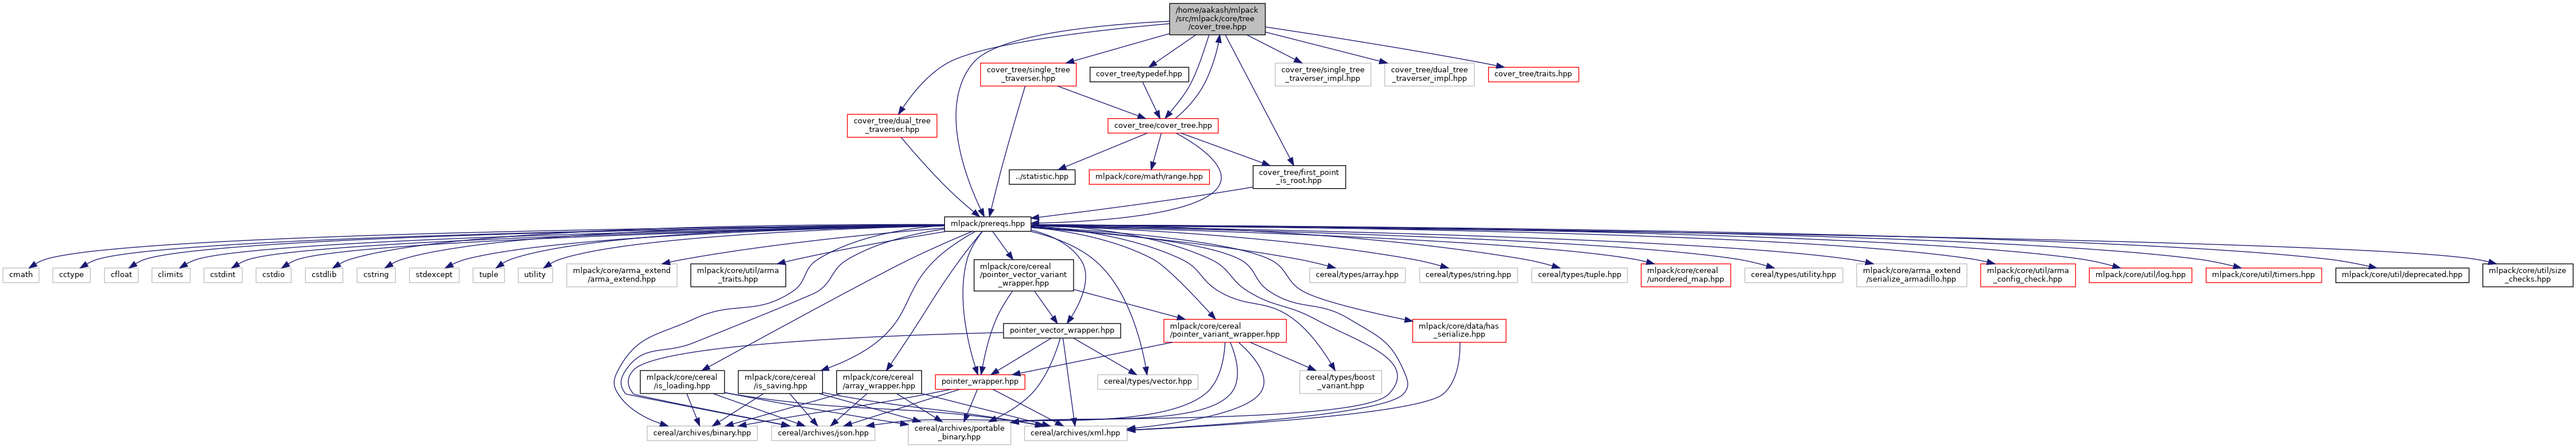 /home/aakash/mlpack
/src/mlpack/core/tree
/cover_tree.hpp
cover_tree/single_tree
_traverser.hpp
cover_tree/typedef.hpp
cover_tree/single_tree
_traverser_impl.hpp
cover_tree/dual_tree
_traverser_impl.hpp
cover_tree/traits.hpp
cover_tree/dual_tree
_traverser.hpp
cover_tree/cover_tree.hpp
../statistic.hpp
mlpack/core/math/range.hpp
cover_tree/first_point
_is_root.hpp
mlpack/prereqs.hpp
cmath
cctype
cfloat
climits
cstdint
cstdio
cstdlib
cstring
stdexcept
tuple
utility
mlpack/core/arma_extend
/arma_extend.hpp
mlpack/core/util/arma
_traits.hpp
mlpack/core/cereal
/pointer_vector_variant
_wrapper.hpp
cereal/types/array.hpp
cereal/types/string.hpp
cereal/types/tuple.hpp
mlpack/core/cereal
/unordered_map.hpp
cereal/types/utility.hpp
mlpack/core/arma_extend
/serialize_armadillo.hpp
mlpack/core/util/arma
_config_check.hpp
mlpack/core/util/log.hpp
mlpack/core/util/timers.hpp
mlpack/core/util/deprecated.hpp
mlpack/core/util/size
_checks.hpp
pointer_vector_wrapper.hpp
mlpack/core/cereal
/pointer_variant_wrapper.hpp
mlpack/core/data/has
_serialize.hpp
mlpack/core/cereal
/is_loading.hpp
mlpack/core/cereal
/is_saving.hpp
mlpack/core/cereal
/array_wrapper.hpp
pointer_wrapper.hpp
cereal/types/vector.hpp
cereal/types/boost
_variant.hpp
cereal/archives/binary.hpp
cereal/archives/json.hpp
cereal/archives/portable
_binary.hpp
cereal/archives/xml.hpp